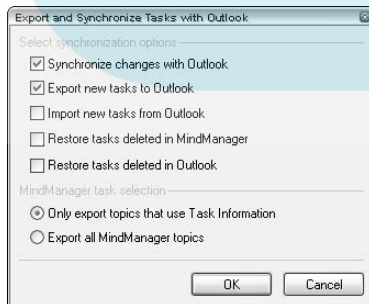 Export and Synchronize Tasks with Outlook
Select synchronization options
Synchronize changes with Outlook
Export new tasks to Outlook
Import new tasks from Outlook
Restore tasks deleted in MindManager
Restore tasks deleted in Outlook
MindManager task selection
Only export topics that use Task Information
Export all MindManager topics
OK Cancel